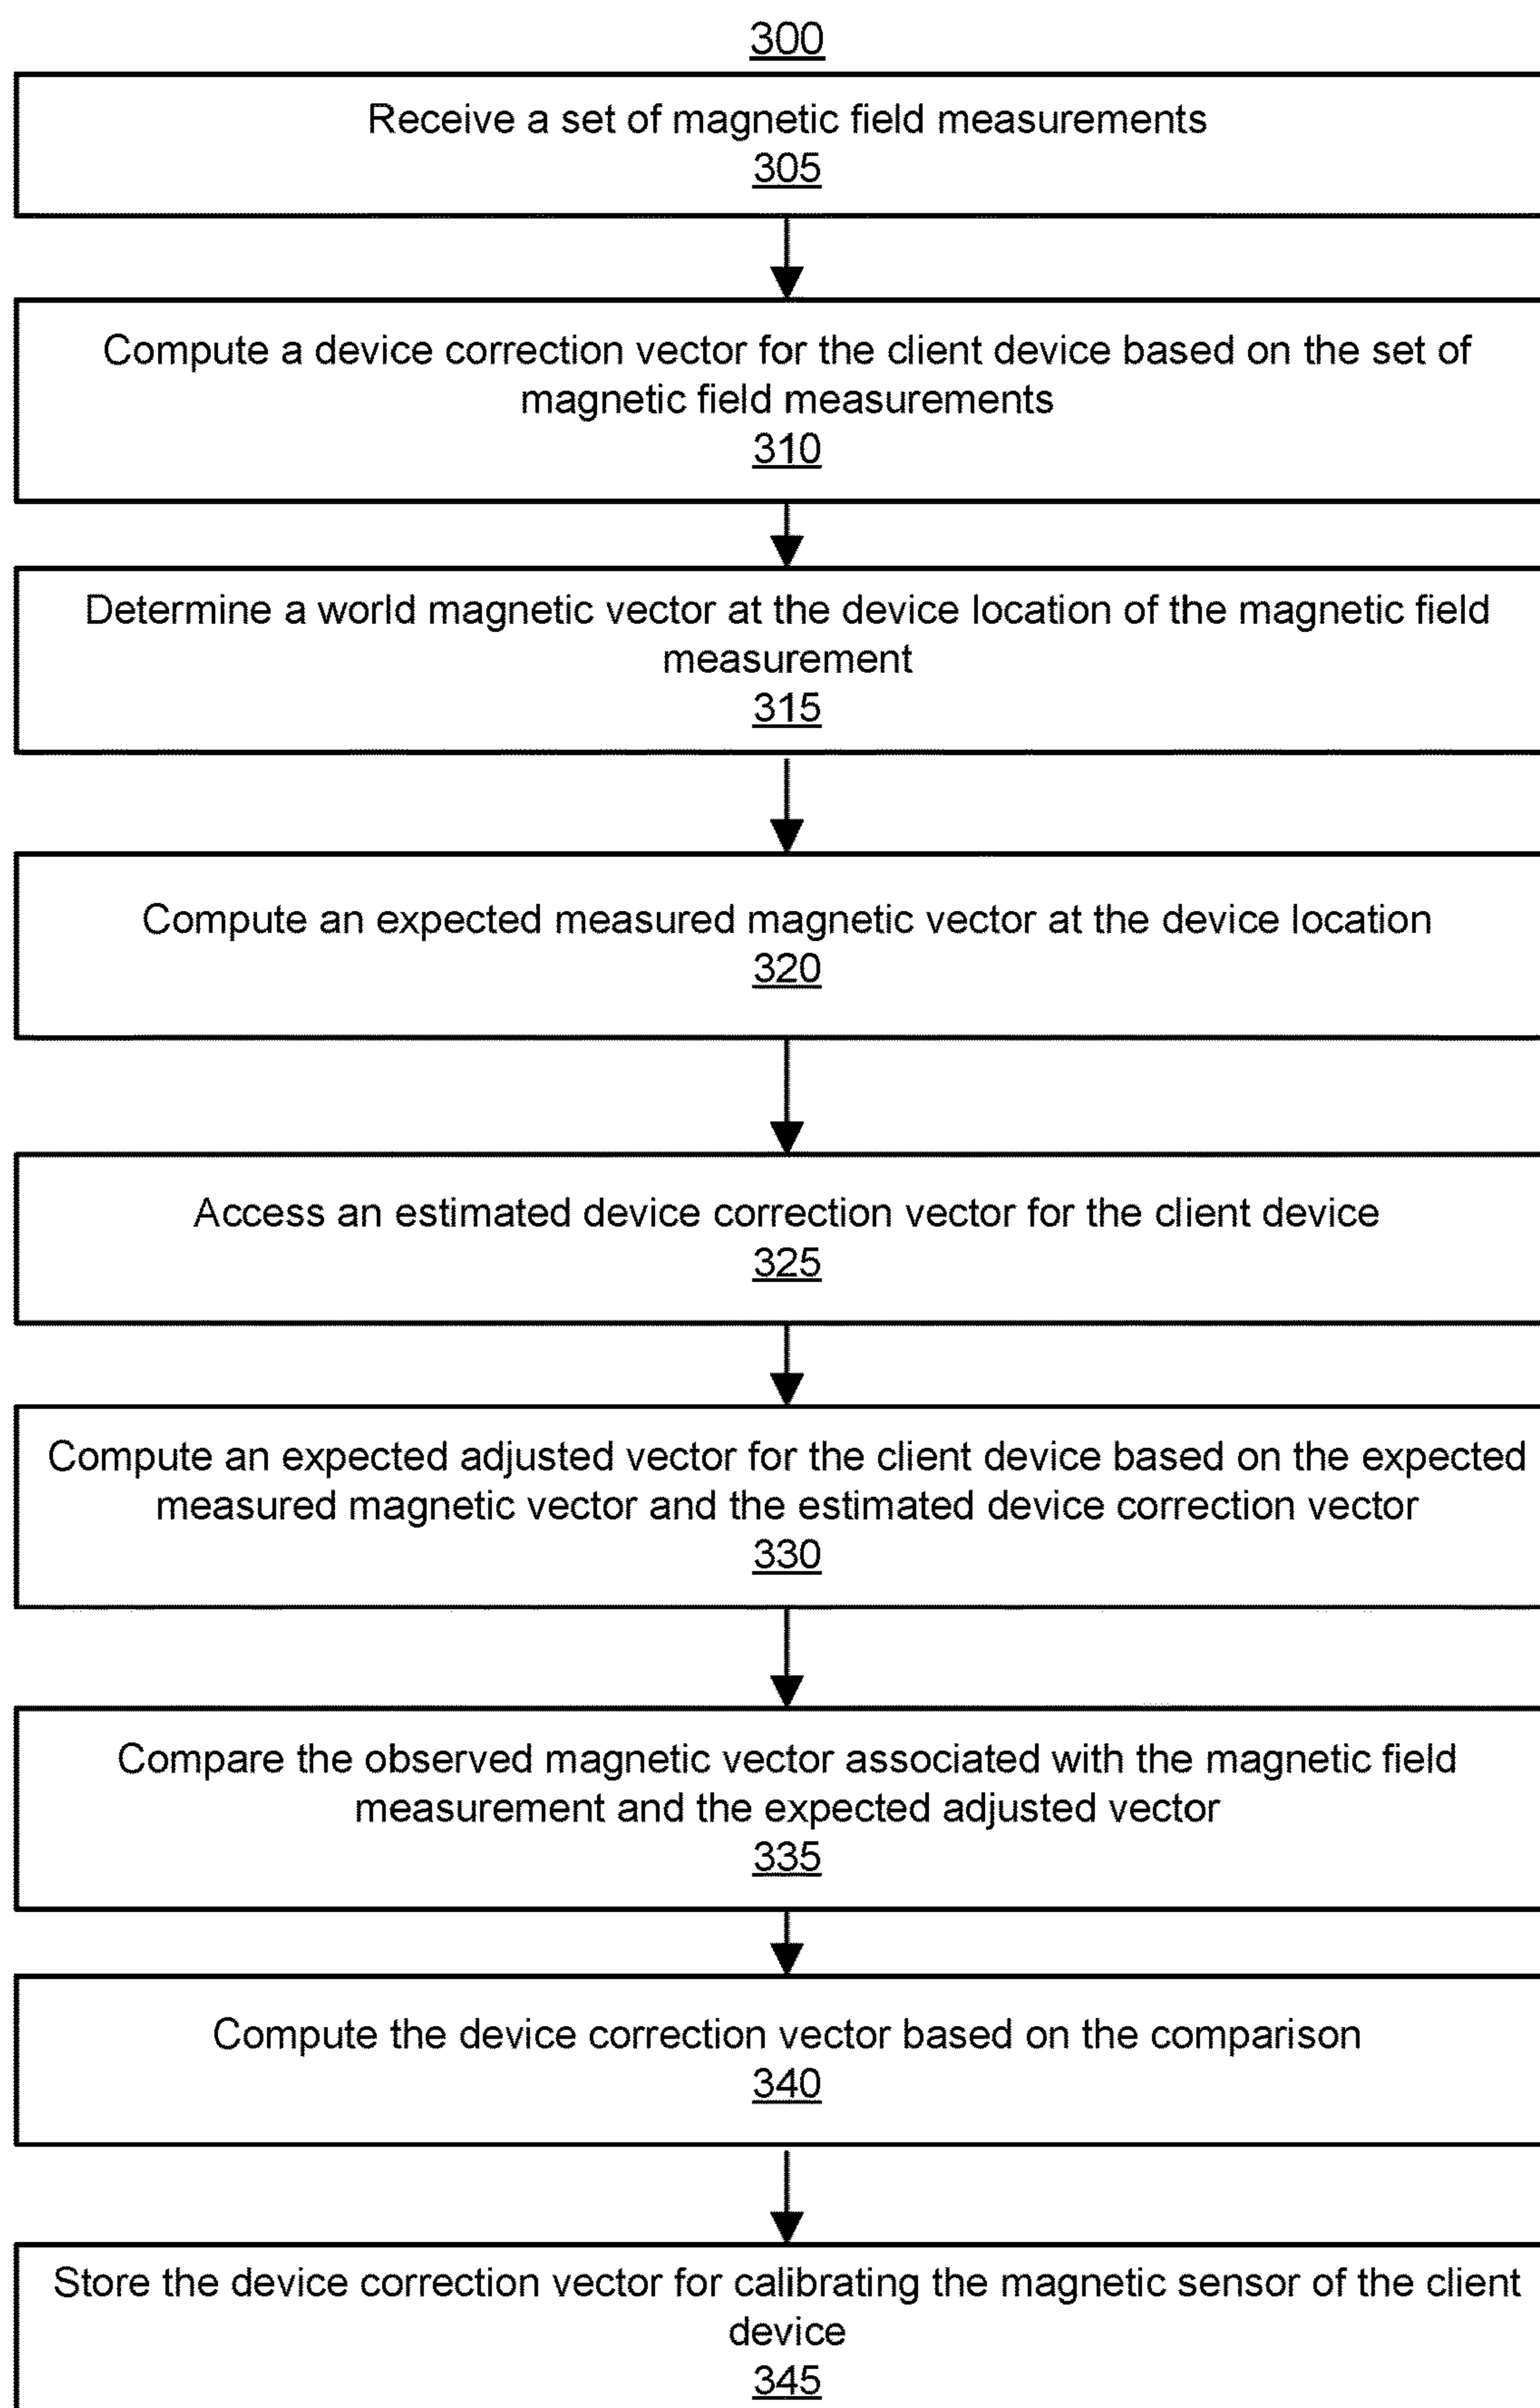 300
Receive a set of magnetic field measurements
305
Compute a device correction vector for the client device based on the set of
magnetic field measurements
310
Determine a world magnetic vector at the device location of the magnetic field
measurement
315
Compute an expected measured magnetic vector at the device location
320
Access an estimated device correction vector for the client device
325
Compute an expected adjusted vector for the client device based on the expected
measured magnetic vector and the estimated device correction vector
330
Compare the observed magnetic vector associated with the magnetic field
measurement and the expected adjusted vector
335
Compute the device correction vector based on the comparison
340
Store the device correction vector for calibrating the magnetic sensor of the client
device
345